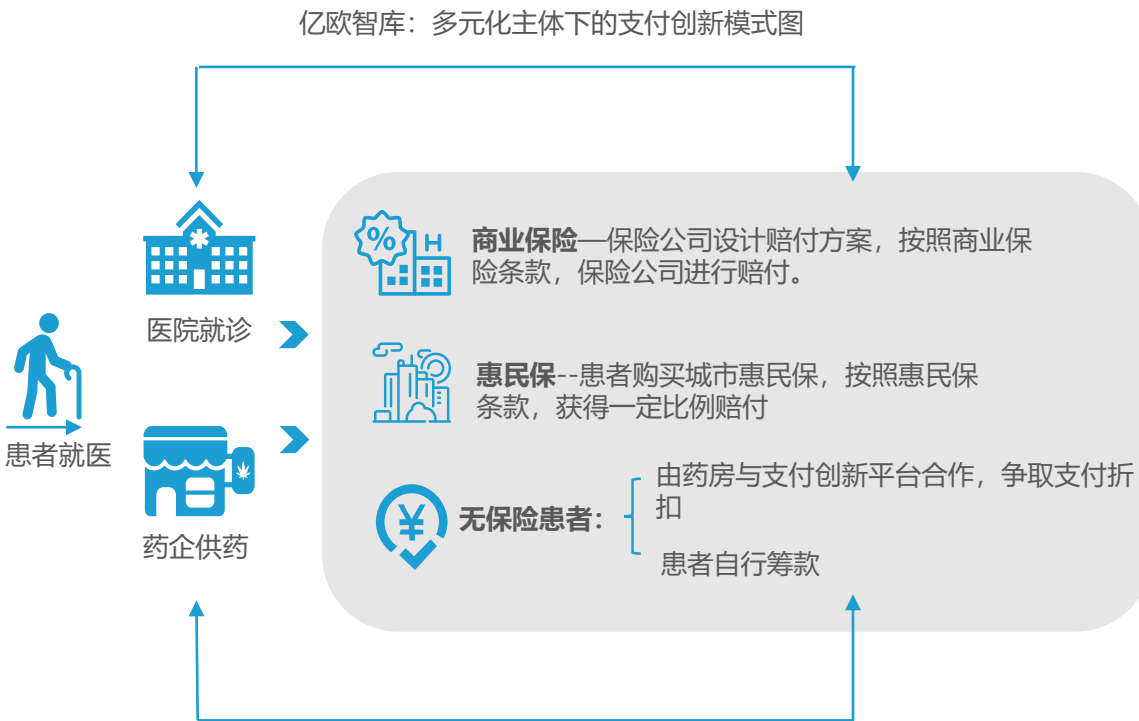 亿欧智库：多元化主体下的支付创新模式图
商业保险—保险公司设计赔付方案，按照商业保
险条款，保险公司进行赔付。
医院就诊
惠民保--患者购买城市惠民保，按照惠民保
条款，获得一定比例赔付
患者就医
药企供药
无保险患者：
由药房与支付创新平台合作，争取支付折
扣
患者自行筹款